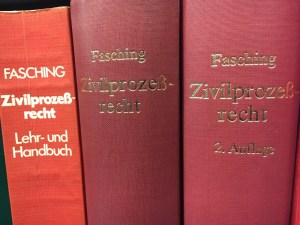 FASCHING
Zivilprozeß-
recht
Lehr- und
Handbuch
Fasching
Zivilprozeß-
recht
Fasching
Zivilprozeß-
recht
2. Auflage